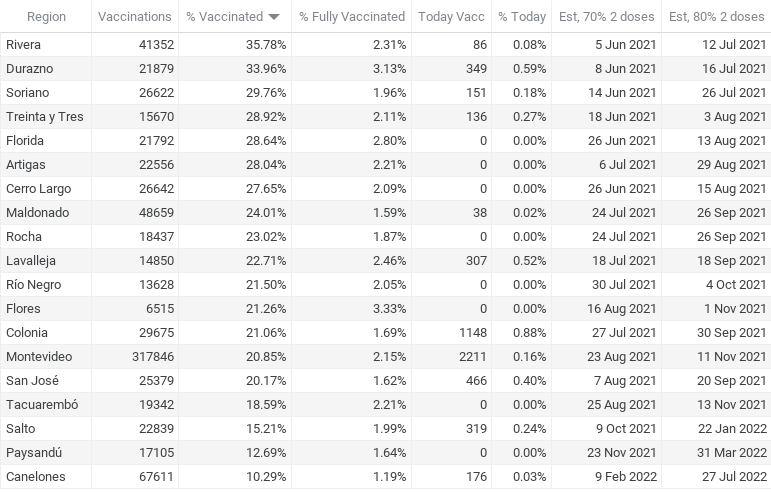 Region Vaccinations % Vaccinated % Fully Vaccinated Today Vacc % Today Est, 70% 2 doses Est, 80% 2 doses
Rivera 41352 35.78% 2.31% 86 0.08% 5 Jun 2021 12 Jul 2021
Durazno 21879 33.96% 3.13% 349 0.59% 8 Jun 2021 16 Jul 2021
Soriano 26622 29.76% 1.96% 151 0.18% 14 Jun 2021 26 Jul 2021
Treinta y Tres 15670 28.92% 2.11% 136 0.27% 18 Jun 2021 3 Aug 2021
Florida 21792 28.64% 2.80% 0 0.00% 26 Jun 2021 13 Aug 2021
Artigas 22556 28.04% 2.21% 0 0.00% 6 Jul 2021 29 Aug 2021
Cerro Largo 26642 27.65% 2.09% 0 0.00% 26 Jun 2021 15 Aug 2021
Maldonado 48659 24.01% 1.59% 38 0.02% 24 Jul 2021 26 Sep 2021
Rocha 18437 23.02% 1.87% 0 0.00% 24 Jul 2021 26 Sep 2021
Lavalleja 14850 22.71% 2.46% 307 0.52% 18 Jul 2021 18 Sep 2021
Río Negro 13628 21.50% 2.05% 0 0.00% 30 Jul 2021 4 Oct 2021
Flores 6515 21.26% 3.33% 0 0.00% 16 Aug 2021 1 Nov 2021
Colonia 29675 21.06% 1.69% 1148 0.88% 27 Jul 2021 30 Sep 2021
Montevideo 317846 20.85% 2.15% 2211 0.16% 23 Aug 2021 11 Nov 2021
San José 25379 20.17% 1.62% 466 0.40% 7 Aug 2021 20 Sep 2021
Tacuarembó 19342 18.59% 2.21% 0 0.00% 25 Aug 2021 13 Nov 2021
Salto 22839 15.21% 1.99% 319 0.24% 9 Oct 2021 22 Jan 2022
Paysandú 17105 12.69% 1.64% 0 0.00% 23 Nov 2021 31 Mar 2022
Canelones 67611 10.29% 1.19% 176 0.03% 9 Feb 2022 27 Jul 2022